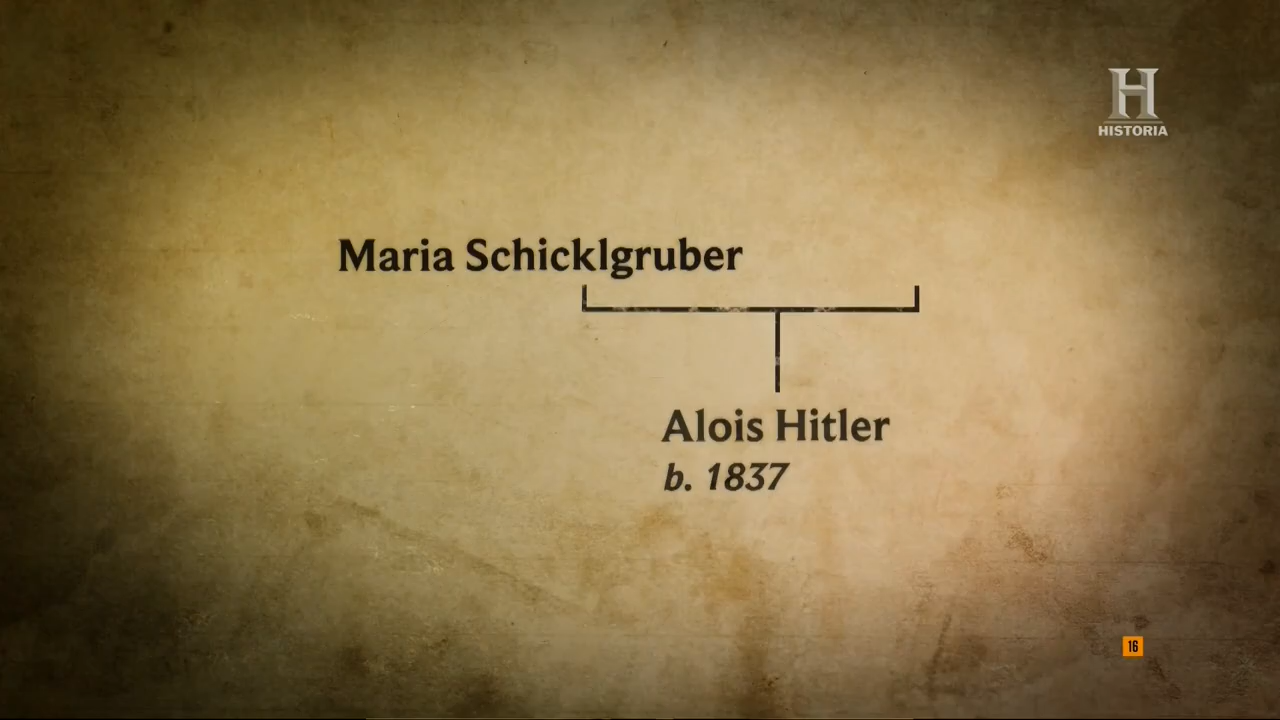 H
HISTORIA
Maria Schicklgruber
Alois Hitler
b. 1837
16